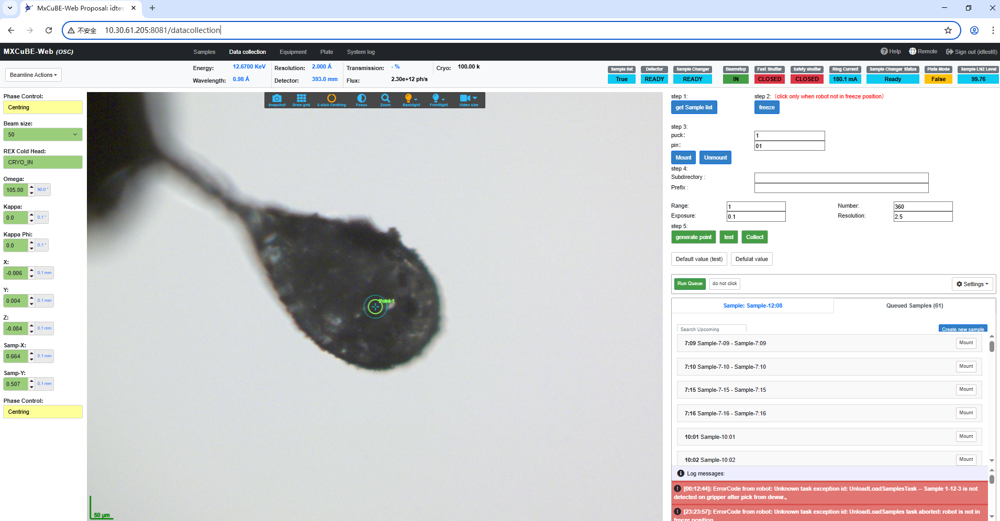 MxCuBE-Web Proposal: idtes
不安全 10.30.61.205:8081/datacollection
MXCuBE-Web (OSC)
Samples Data collection Equipment Plate System log
Help Remote Sign out (idtest0)
Beamline Actions
Energy: 12.6700 KeV Resolution: 2.000 Å Transmission: - % Cryo: 100.00 k
Wavelength: 0.98 Å Detector: 393.0 mm Flux: 2.30e+12 ph/s
Sample list Detector Sample Changer Beamstop Fast Shutter Safety shutter Ring Current Sample Changer Status Plate Mode Sample LN2 Level
True READY READY IN CLOSED CLOSED 180.1 mA Ready False 99.76
Phase Control:
Centring
Beam size:
50
REX Cold Head:
CRYO_IN
Omega:
105.00 90.0 °
Kappa:
0.0 0.1 °
Kappa Phi:
0.0 0.1 °
X:
-0.006 0.1 mm
Y:
0.004 0.1 mm
Z:
-0.084 0.1 mm
Samp-X:
0.664 0.1 mm
Samp-Y:
0.507 0.1 mm
Phase Control:
Centring
Snapshot Draw grid 3-click Centring Focus Zoom Backlight Frontlight Video size
Point-1
50 µm
step 1: step 2:（click only when robot not in freeze position）
get Sample list freeze
step 3:
puck: 1
pin: 01
Mount Unmount
step 4:
Subdirectory :
Prefix :
Range: 1 Number: 360
Exposure: 0.1 Resolution: 2.5
step 5:
generate point test Collect
Default value (test) Defulat value
Run Queue do not click Settings
Sample: Sample-12:08 Queued Samples (61)
Search Upcoming Create new sample
7:09 Sample-7-09 - Sample-7:09 Mount
7:10 Sample-7-10 - Sample-7:10 Mount
7:15 Sample-7-15 - Sample-7:15 Mount
7:16 Sample-7-16 - Sample-7:16 Mount
10:01 Sample-10:01 Mount
10:02 Sample-10:02 Mount
Log messages:
[00:12:44]: ErrorCode from robot: Unknown task exception id: UnloadLoadSamplesTask -- Sample 1-12-3 is not
detected on gripper after pick from dewar.,
[23:23:57]: ErrorCode from robot: Unknown task exception id: UnloadLoadSamples task aborted: robot is not in
freeze position